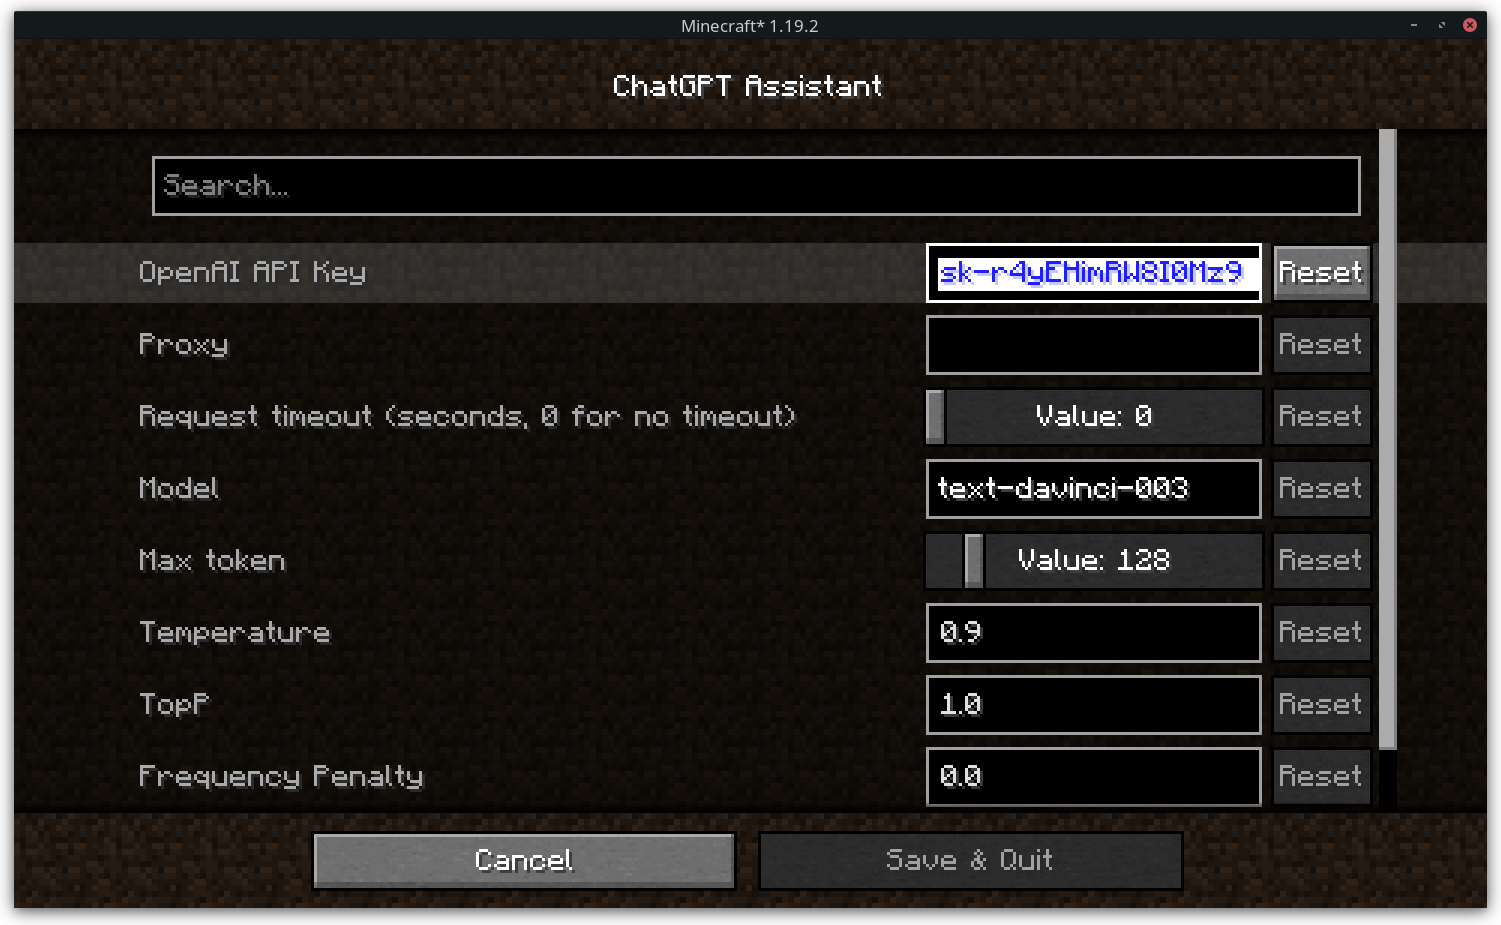 Minecraft* 1.19.2
ChatGPT Assistant
Search...
OpenAI API Key sk-r4yEHimRW8I0Mz9 Reset
Proxy Reset
Request timeout (seconds, 0 for no timeout) Value: 0 Reset
Model text-davinci-003 Reset
Max token Value: 128 Reset
Temperature 0.9 Reset
TopP 1.0 Reset
Frequency Penalty 0.0 Reset
Cancel Save & Quit